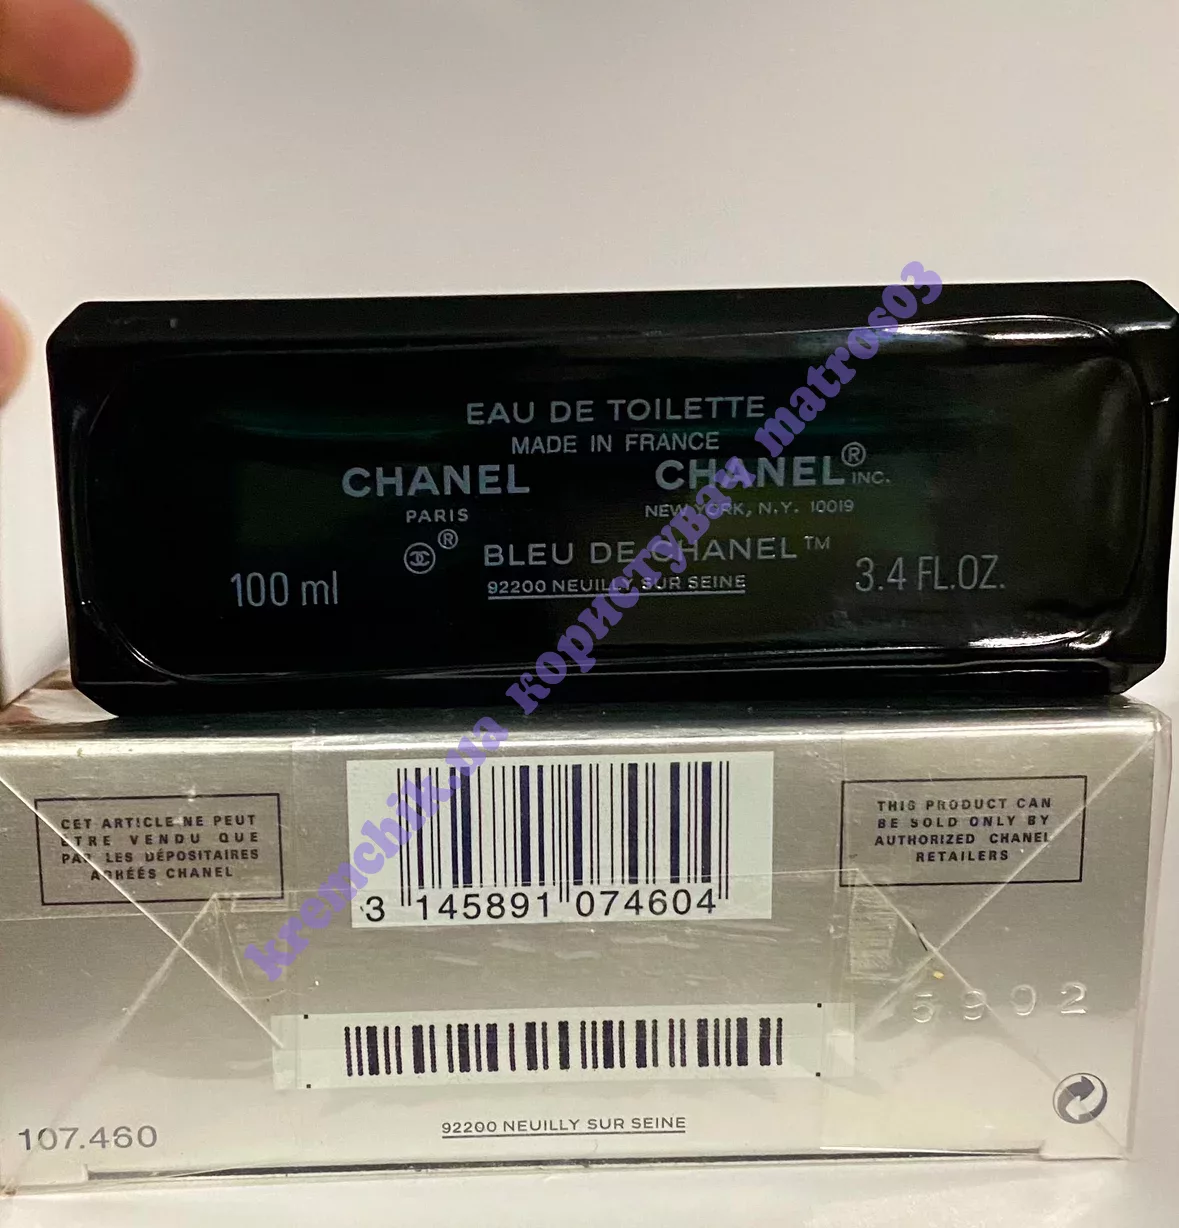 EAU DE TOILETTE
MADE IN FRANCE
CHANEL
PARIS
CHANEL® INC.
NEW YORK, N.Y. 10019
®
BLEU DE CHANEL™
92200 NEUILLY SUR SEINE
100 ml
3.4 FL.OZ.
kremchik.ua користувач matros03
CET ARTICLE NE PEUT
ETRE VENDU QUE
PAR LES DÉPOSITAIRES
AGRÉÉS CHANEL
3 145891 074604
THIS PRODUCT CAN
BE SOLD ONLY BY
AUTHORIZED CHANEL
RETAILERS
5902
107.460
92200 NEUILLY SUR SEINE